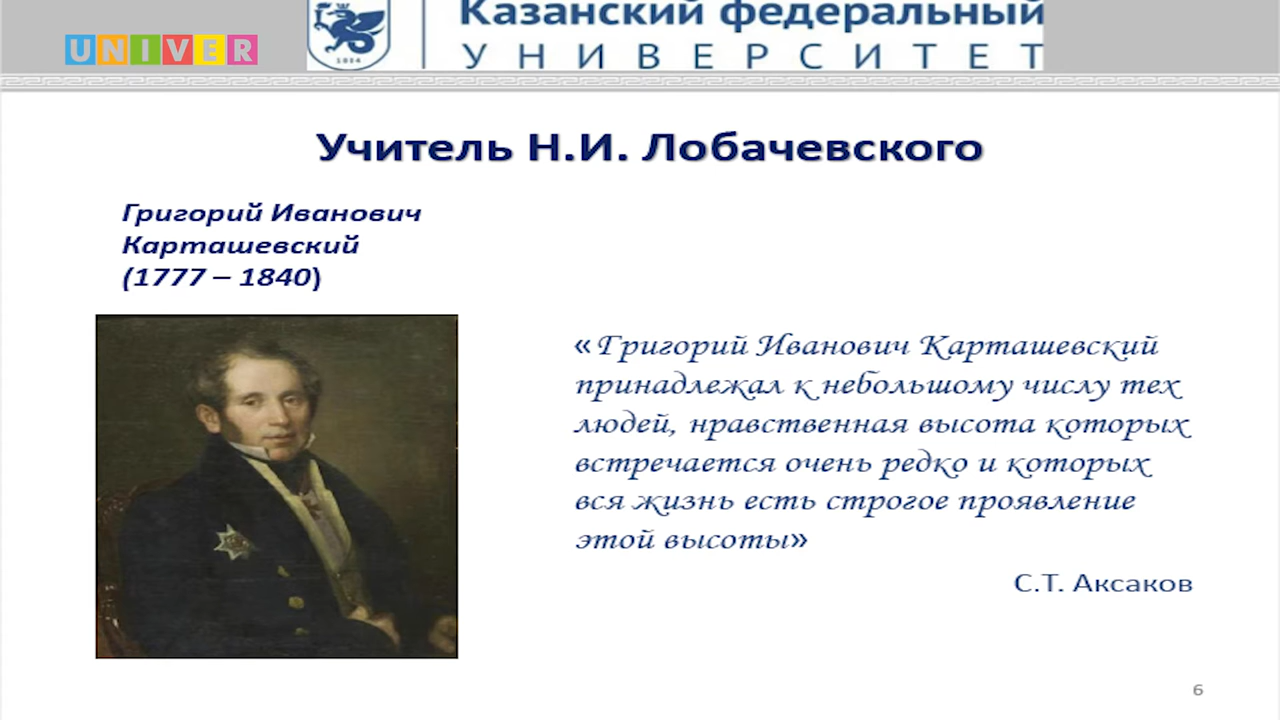 UNIVER
Казанский федеральный
УНИВЕРСИТЕТ
1804
Учитель Н.И. Лобачевского
Григорий Иванович
Карташевский
(1777 – 1840)
«Григорий Иванович Карташевский
принадлежал к небольшому числу тех
людей, нравственная высота которых
встречается очень редко и которых
вся жизнь есть строгое проявление
этой высоты»
С.Т. Аксаков
6